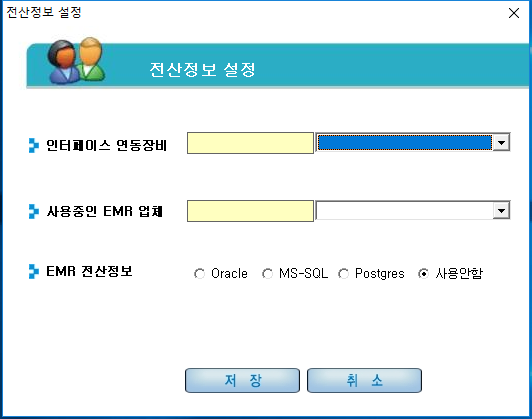 전산정보 설정
전산정보 설정
인터페이스 연동장비
사용중인 EMR 업체
EMR 전산정보
Oracle MS-SQL Postgres 사용안함
저 장 취 소